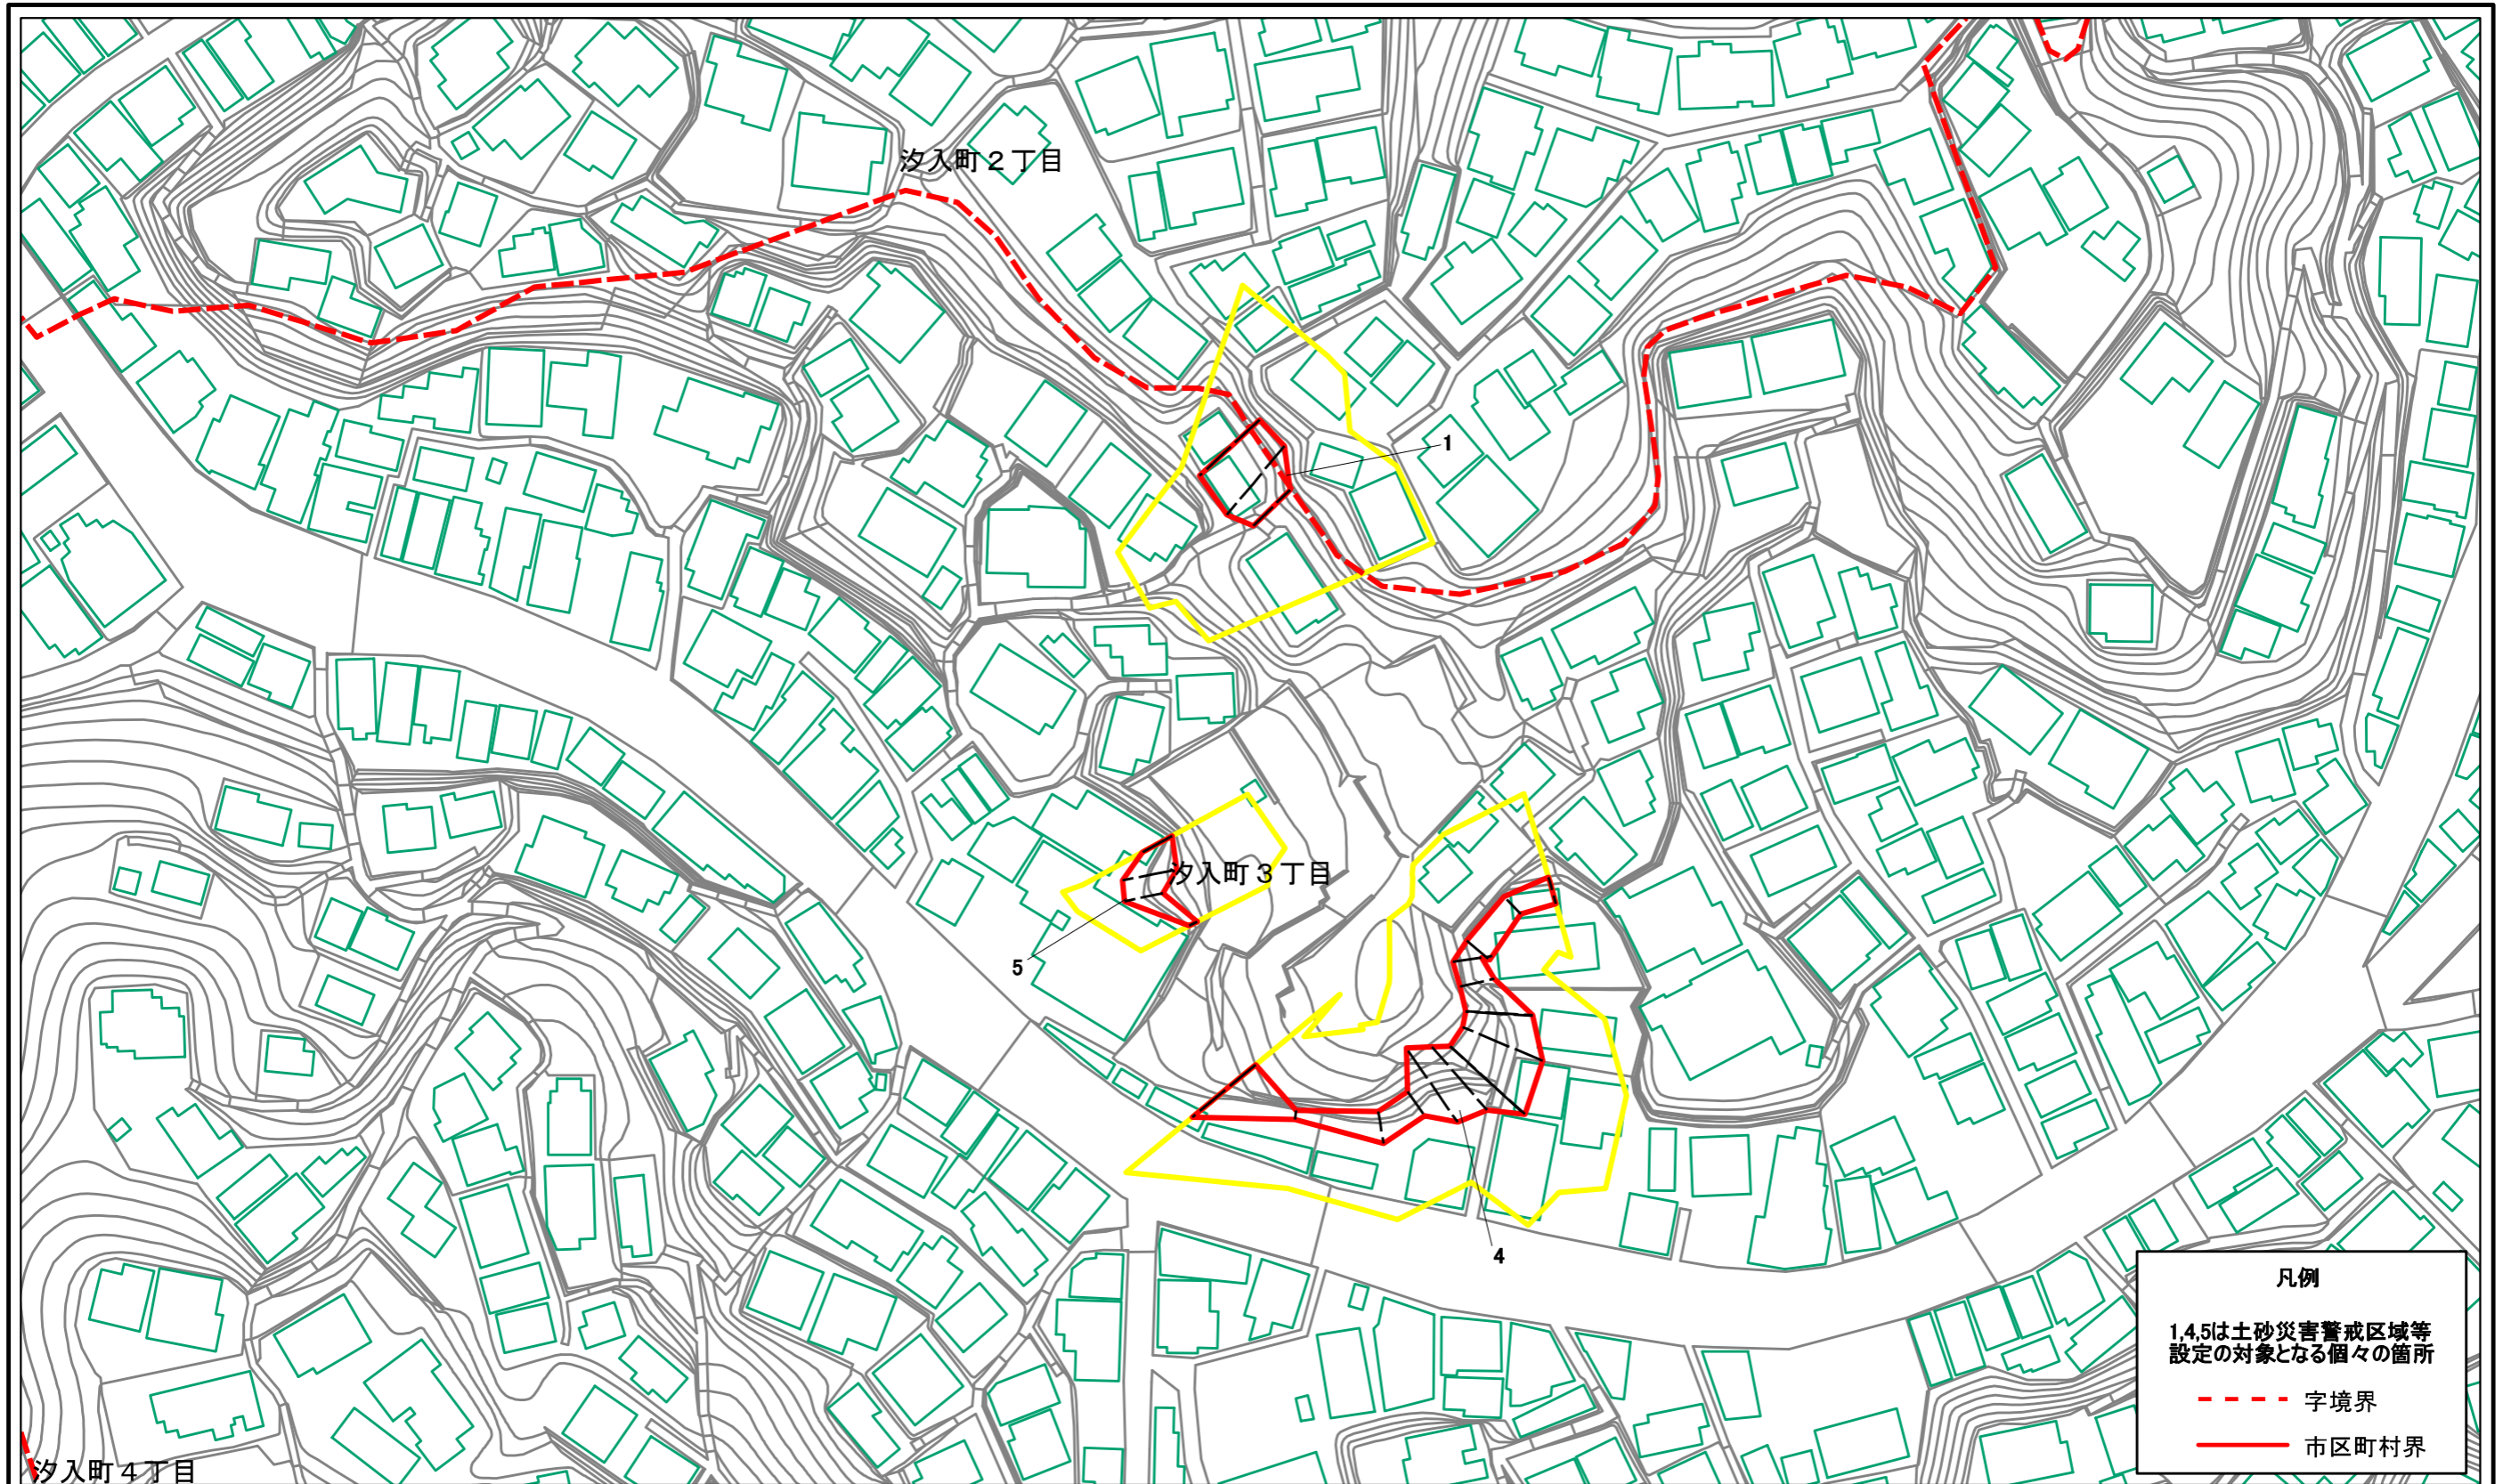 汐入町２丁目
1
汐入町３丁目
5
4
汐入町４丁目
凡例
1,4,5は土砂災害警戒区域等
設定の対象となる個々の箇所
字境界
市区町村界